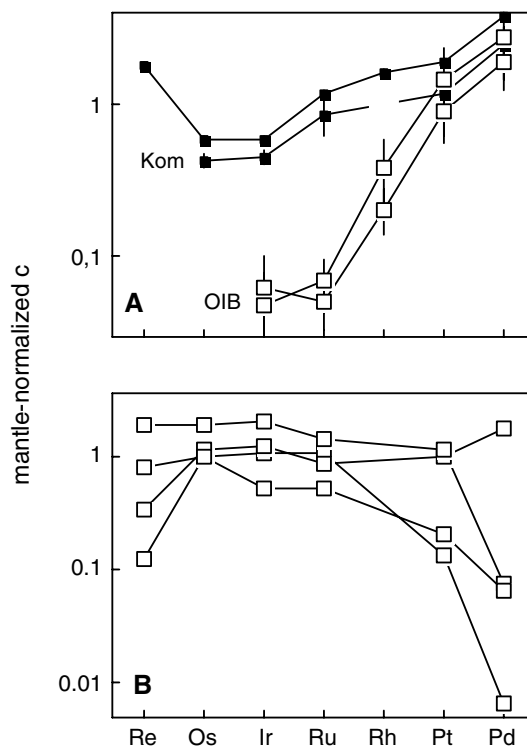 mantle-normalized c
1
Kom
0,1
A
OIB
1
0.1
0.01
B
Re Os Ir Ru Rh Pt Pd